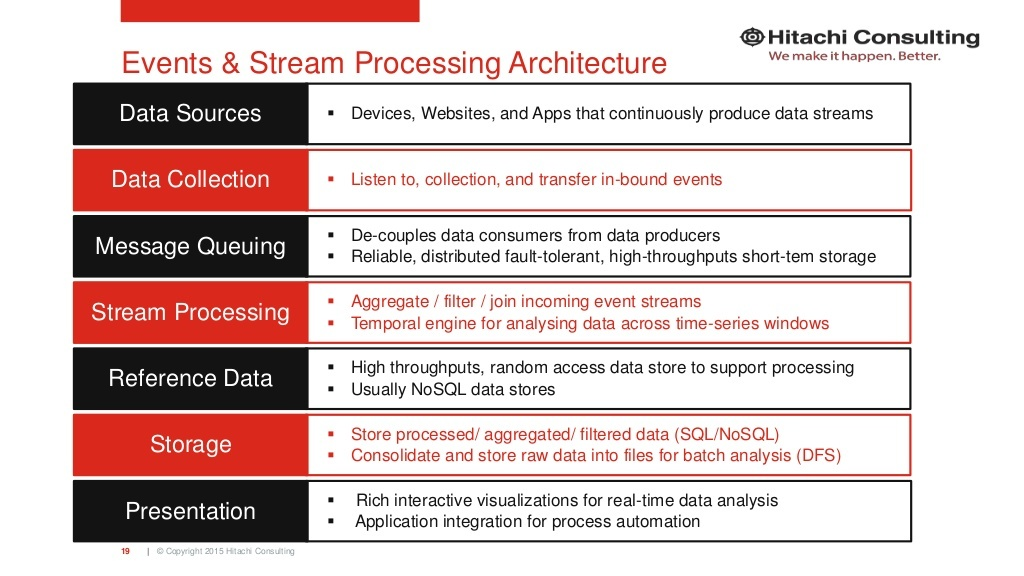 Hitachi Consulting
We make it happen. Better.
Events & Stream Processing Architecture
Data Sources
▪ Devices, Websites, and Apps that continuously produce data streams
Data Collection
▪ Listen to, collection, and transfer in-bound events
Message Queuing
▪ De-couples data consumers from data producers
▪ Reliable, distributed fault-tolerant, high-throughputs short-tem storage
Stream Processing
▪ Aggregate / filter / join incoming event streams
▪ Temporal engine for analysing data across time-series windows
Reference Data
▪ High throughputs, random access data store to support processing
▪ Usually NoSQL data stores
Storage
▪ Store processed/ aggregated/ filtered data (SQL/NoSQL)
▪ Consolidate and store raw data into files for batch analysis (DFS)
Presentation
▪ Rich interactive visualizations for real-time data analysis
▪ Application integration for process automation
19 | © Copyright 2015 Hitachi Consulting